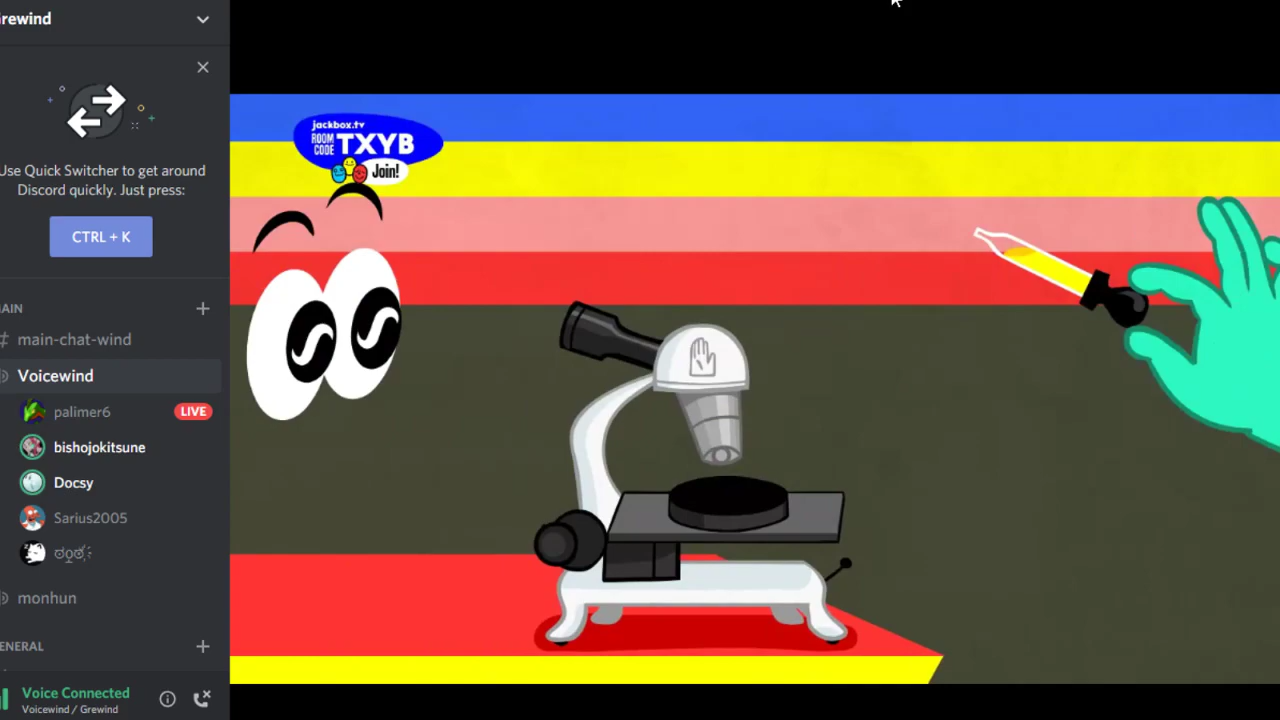 rewind
Use Quick Switcher to get around
Discord quickly. Just press:
CTRL + K
AIN
main-chat-wind
Voicewind
palimer6 LIVE
bishojokitsune
Docsy
Sarius2005
monhun
ENERAL
Voice Connected
Voicewind / Grewind
jackbox.tv
ROOM CODE TXYB
Join!